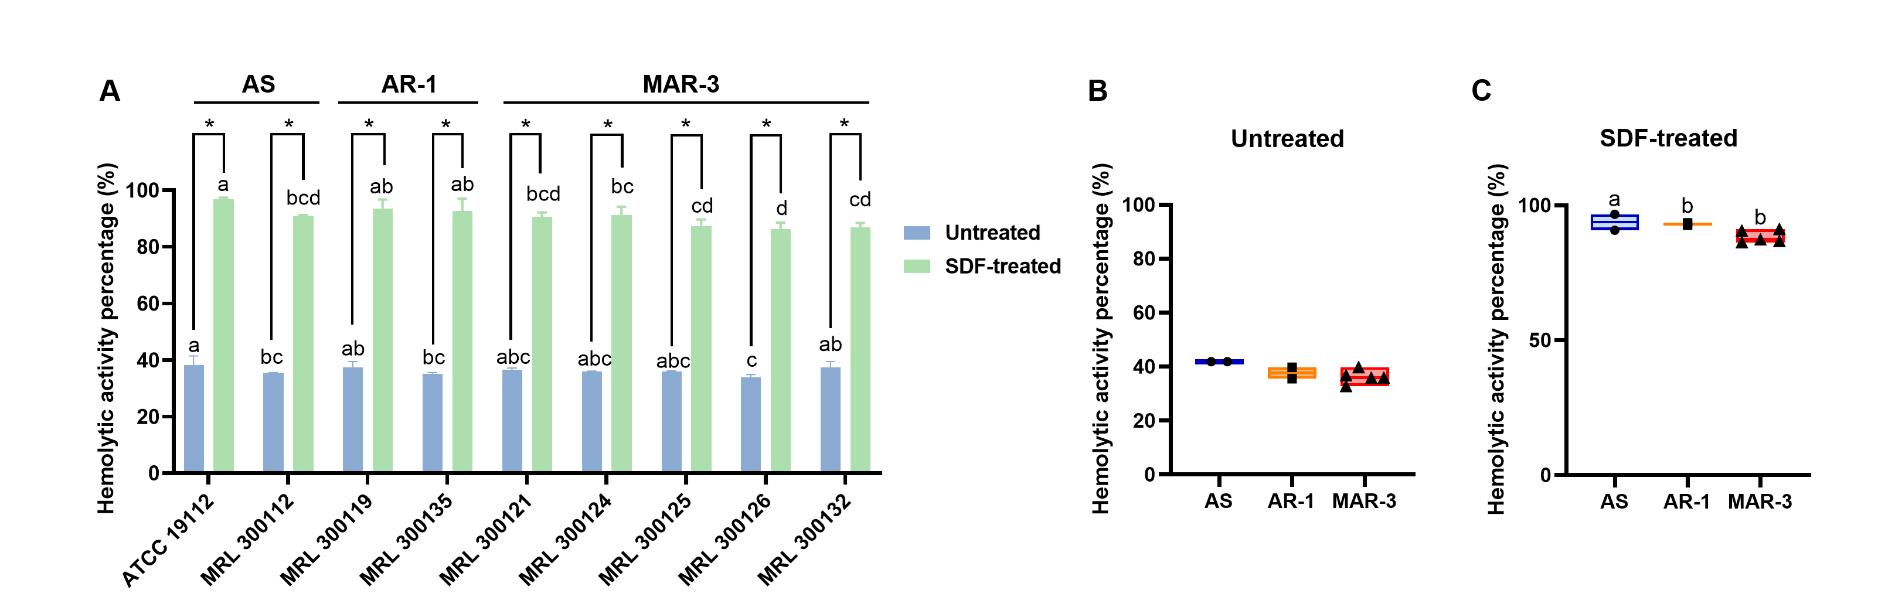 A
AS
AR-1
MAR-3
* * * * * * * * *
Hemolytic activity percentage (%)
100
80
60
40
20
0
a
bcd
ab
ab
bcd
bc
cd
d
cd
a
bc
ab
bc
abc
abc
abc
c
ab
ATCC 19112
MRL 300112
MRL 300119
MRL 300135
MRL 300121
MRL 300124
MRL 300125
MRL 300126
MRL 300132
Untreated
SDF-treated
B
Untreated
Hemolytic activity percentage (%)
100
80
60
40
20
0
AS
AR-1
MAR-3
C
SDF-treated
Hemolytic activity percentage (%)
100
50
0
a
b
b
AS
AR-1
MAR-3